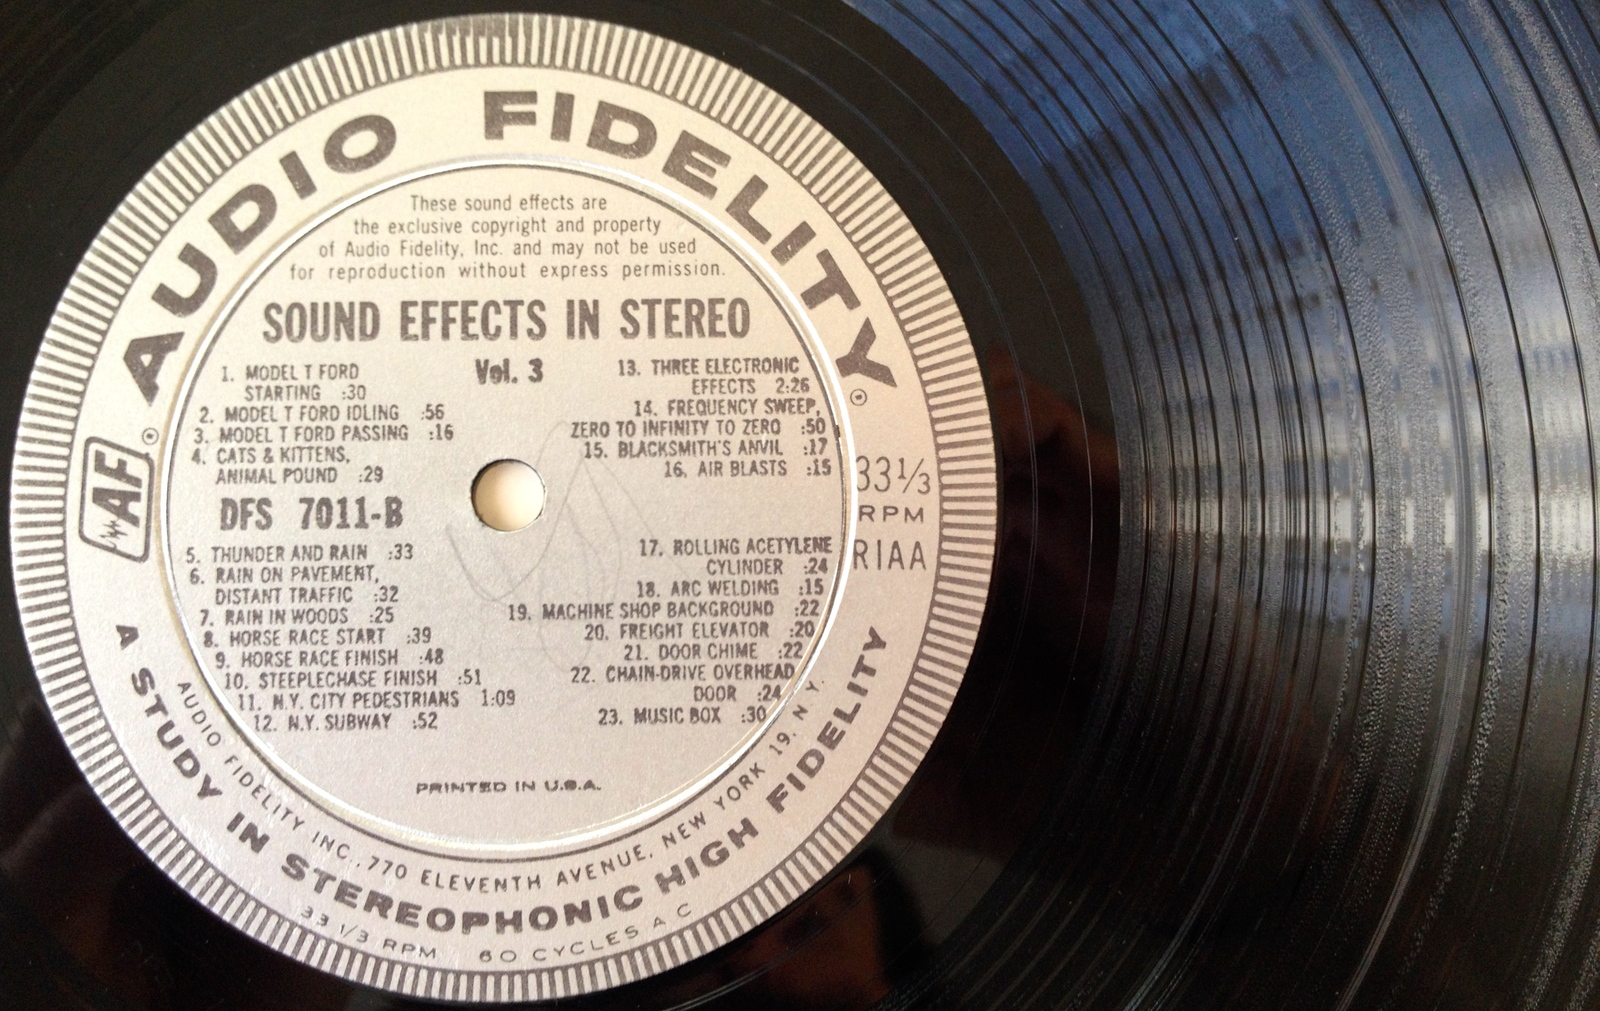 AUDIO FIDELITY
®
These sound effects are
the exclusive copyright and property
of Audio Fidelity, Inc. and may not be used
for reproduction without express permission.
SOUND EFFECTS IN STEREO
Vol. 3
1. MODEL T FORD
STARTING :30
2. MODEL T FORD IDLING :56
3. MODEL T FORD PASSING :16
4. CATS & KITTENS,
ANIMAL POUND :29
DFS 7011-B
5. THUNDER AND RAIN :33
6. RAIN ON PAVEMENT,
DISTANT TRAFFIC :32
7. RAIN IN WOODS :25
8. HORSE RACE START :39
9. HORSE RACE FINISH :48
10. STEEPLECHASE FINISH :51
11. N.Y. CITY PEDESTRIANS 1:09
12. N.Y. SUBWAY :52
13. THREE ELECTRONIC
EFFECTS 2:26
14. FREQUENCY SWEEP,
ZERO TO INFINITY TO ZERO :50
15. BLACKSMITH'S ANVIL :17
16. AIR BLASTS :15
17. ROLLING ACETYLENE
CYLINDER :24
18. ARC WELDING :15
19. MACHINE SHOP BACKGROUND :22
20. FREIGHT ELEVATOR :20
21. DOOR CHIME :22
22. CHAIN-DRIVE OVERHEAD
DOOR :24
23. MUSIC BOX :30
AF
®
33 1/3
RPM
RIAA
PRINTED IN U.S.A.
AUDIO FIDELITY INC., 770 ELEVENTH AVENUE, NEW YORK 19, N.Y.
A STUDY IN STEREOPHONIC HIGH FIDELITY
33 1/3 RPM 60 CYCLES A C